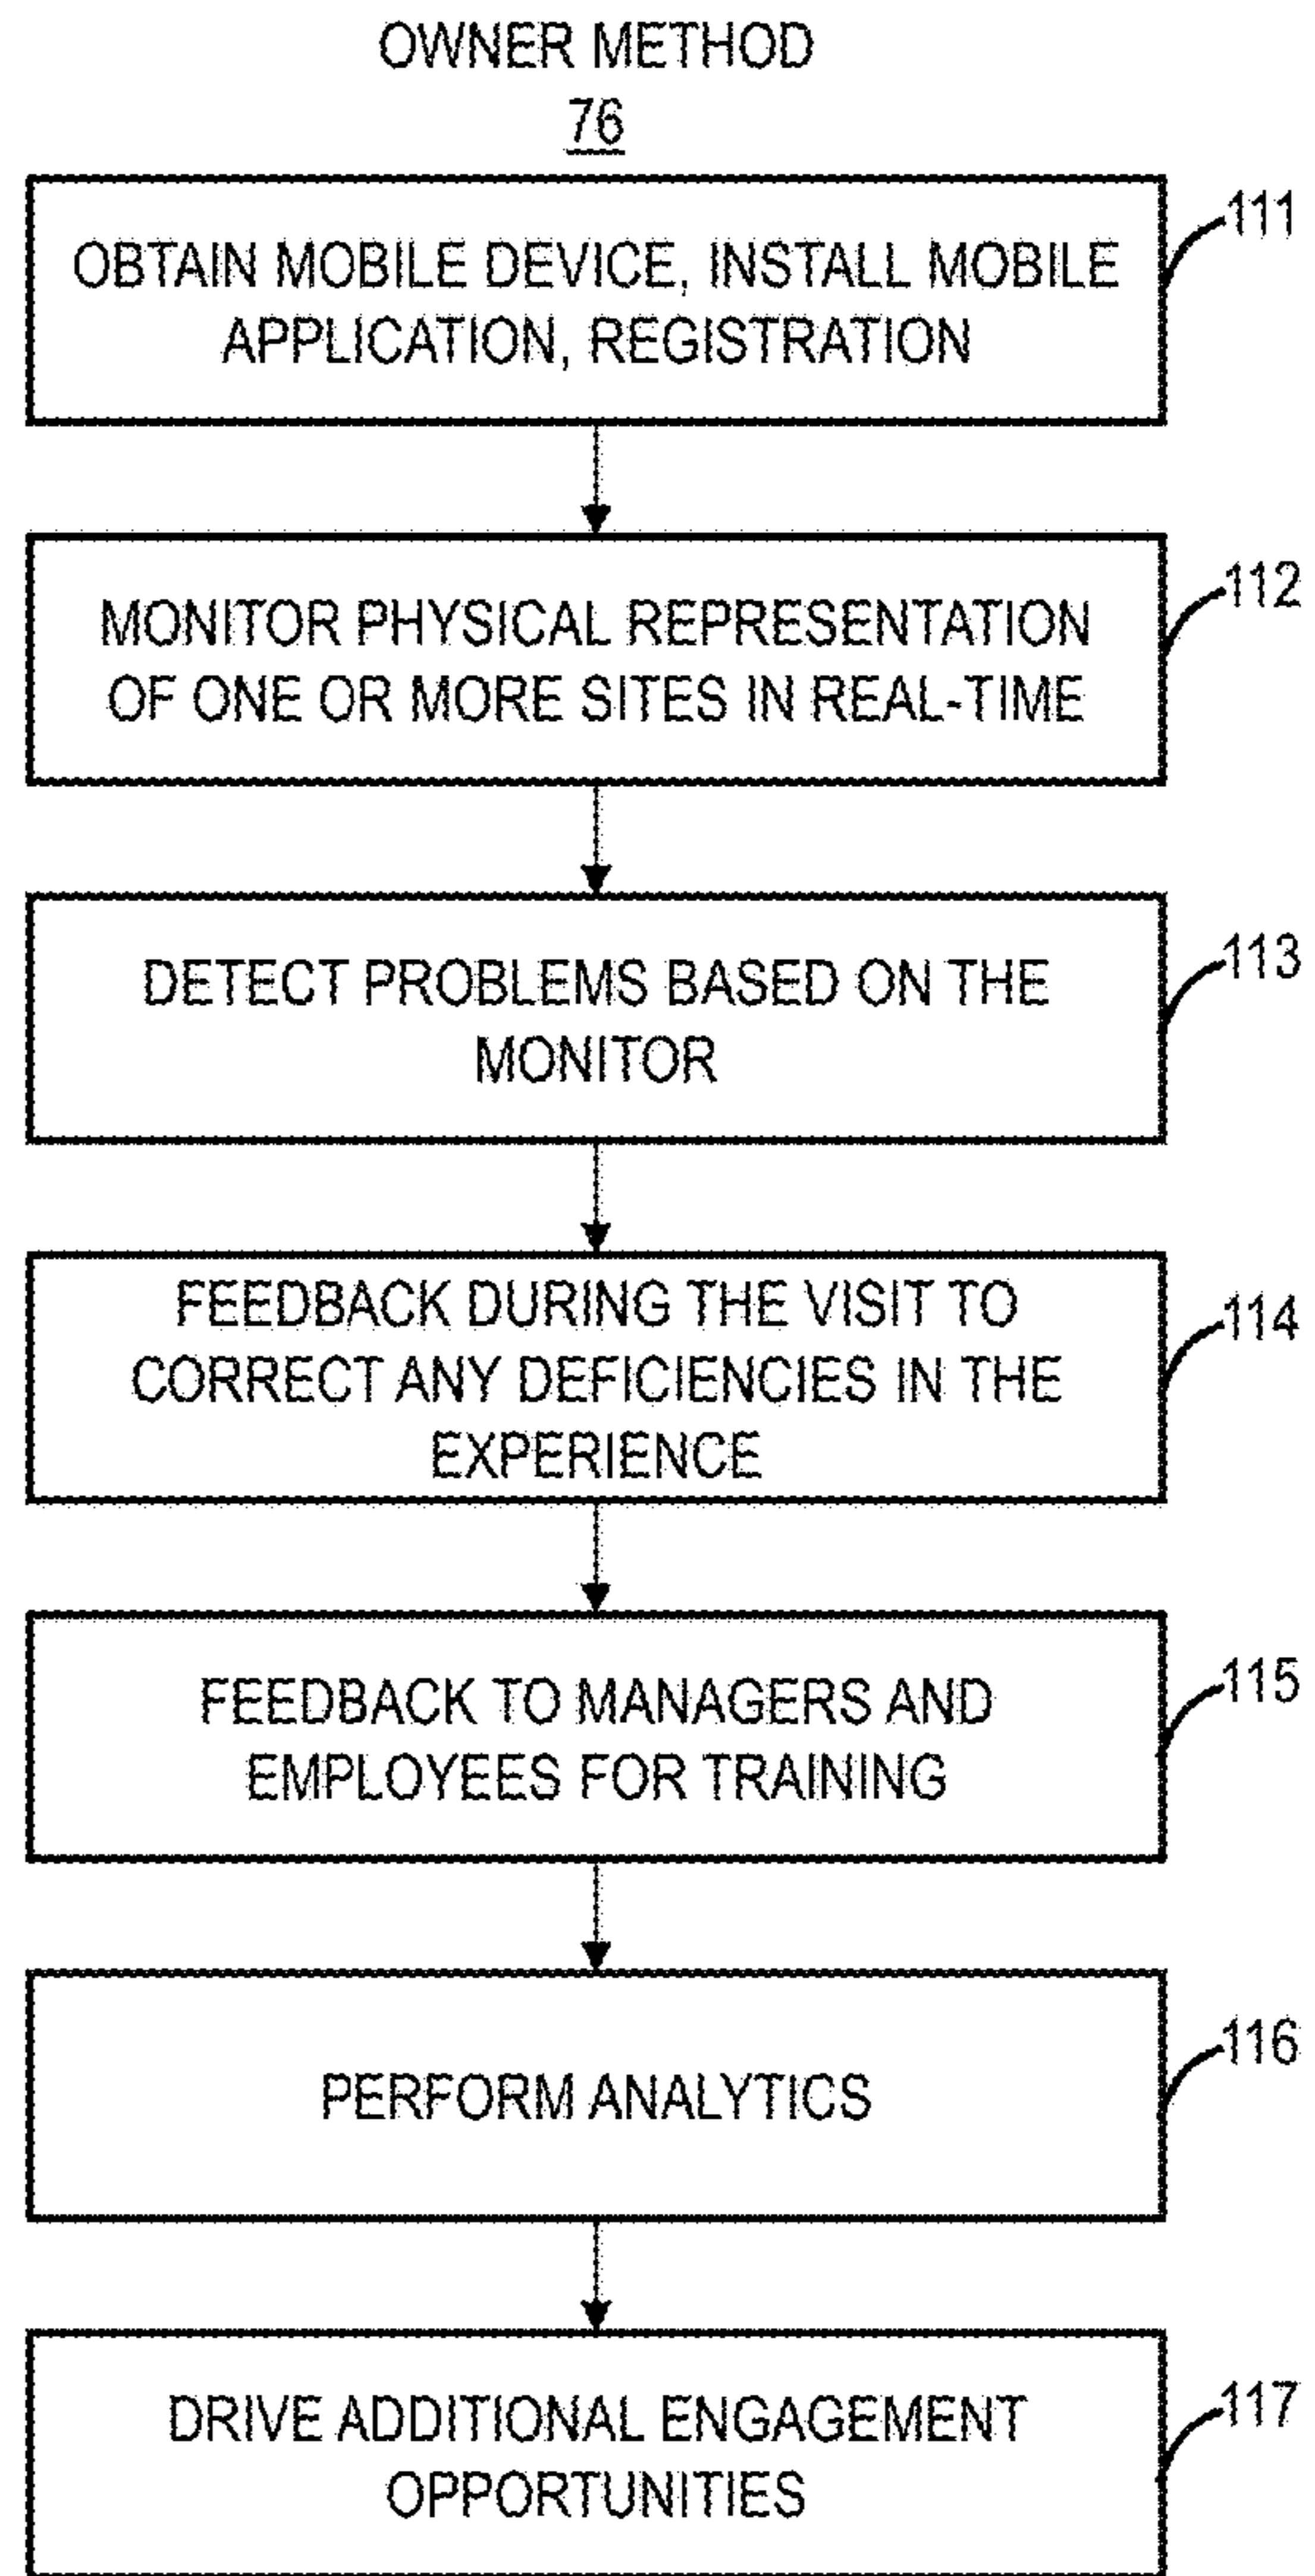 OWNER METHOD
76
OBTAIN MOBILE DEVICE, INSTALL MOBILE
APPLICATION, REGISTRATION
111
MONITOR PHYSICAL REPRESENTATION
OF ONE OR MORE SITES IN REAL-TIME
112
DETECT PROBLEMS BASED ON THE
MONITOR
113
FEEDBACK DURING THE VISIT TO
CORRECT ANY DEFICIENCIES IN THE
EXPERIENCE
114
FEEDBACK TO MANAGERS AND
EMPLOYEES FOR TRAINING
115
PERFORM ANALYTICS
116
DRIVE ADDITIONAL ENGAGEMENT
OPPORTUNITIES
117